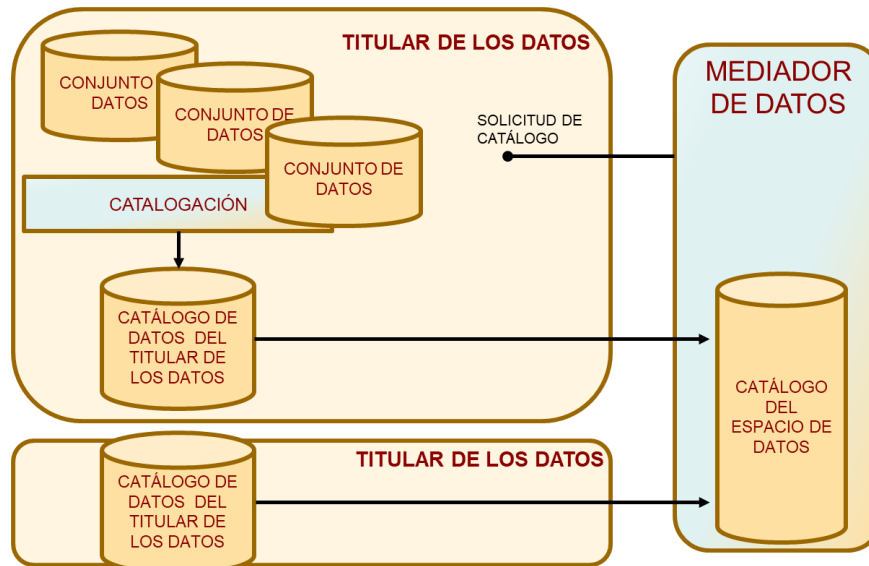 TITULAR DE LOS DATOS
CONJUNTO
DATOS
CONJUNTO DE
DATOS
CONJUNTO DE
DATOS
CATALOGACIÓN
SOLICITUD DE
CATÁLOGO
MEDIADOR
DE DATOS
CATÁLOGO DE
DATOS DEL
TITULAR DE
LOS DATOS
CATÁLOGO
DEL
ESPACIO DE
DATOS
TITULAR DE LOS DATOS
CATÁLOGO DE
DATOS DEL
TITULAR DE
LOS DATOS